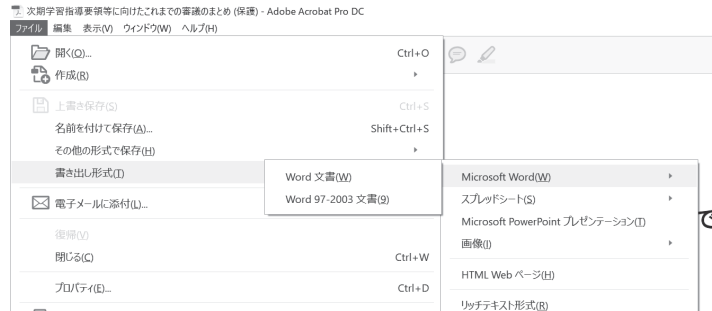 次期学習指導要領等に向けたこれまでの審議のまとめ (保護) - Adobe Acrobat Pro DC
ファイル 編集 表示(V) ウィンドウ(W) ヘルプ(H)
開く(O)... Ctrl+O
作成(R)
上書き保存(S) Ctrl+S
名前を付けて保存(A)... Shift+Ctrl+S
その他の形式で保存(H)
書き出し形式(T)
Word 文書(W)
Word 97-2003 文書(9)
Microsoft Word(W)
スプレッドシート(S)
Microsoft PowerPoint プレゼンテーション(T)
画像(I)
HTML Web ページ(H)
リッチテキスト形式(R)
電子メールに添付(L)...
復帰(V)
閉じる(C) Ctrl+W
プロパティ(E)... Ctrl+D